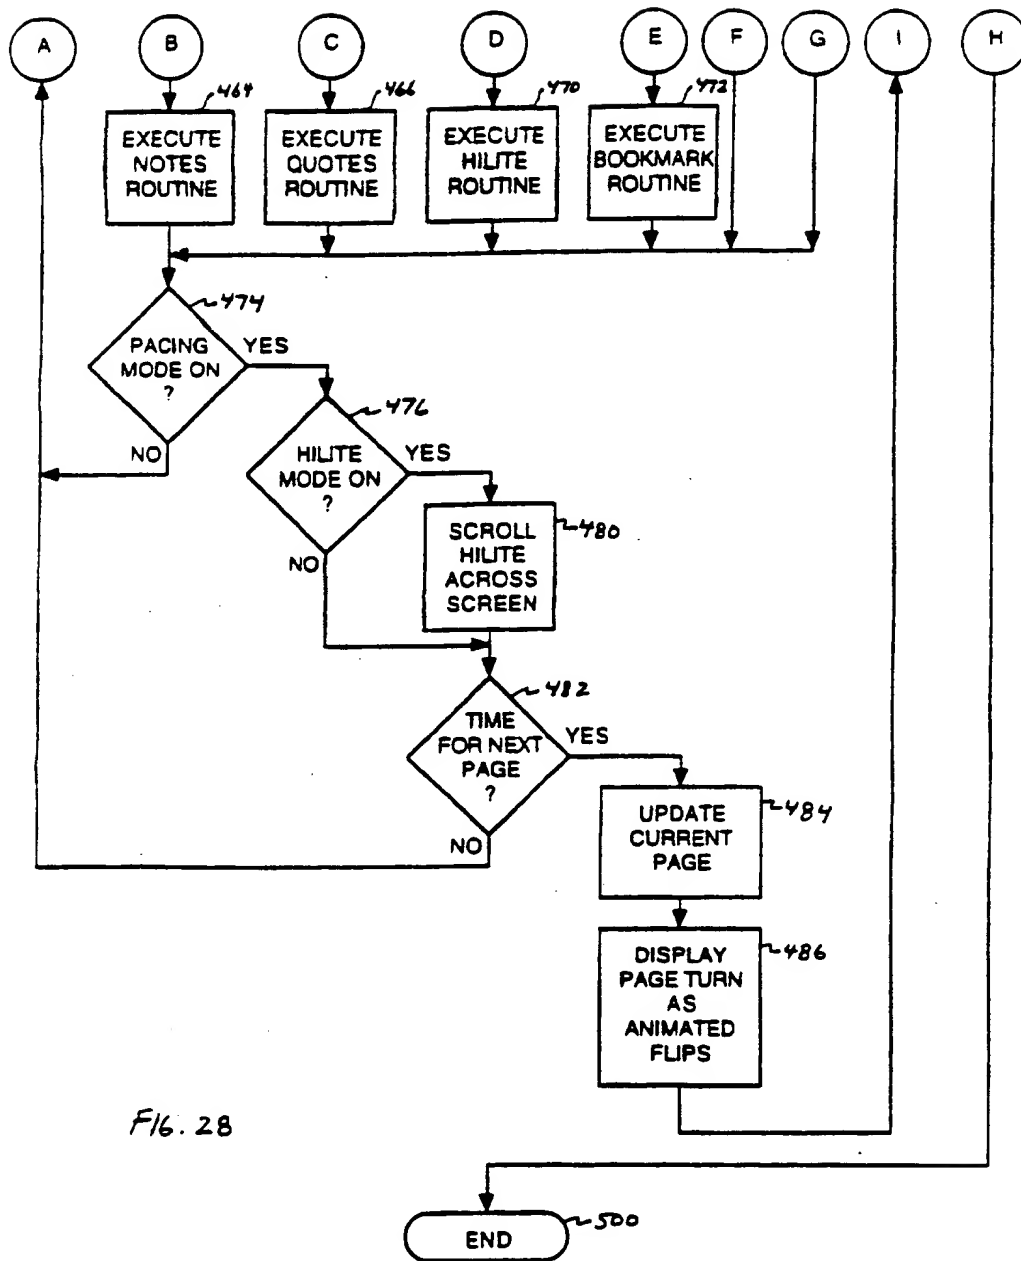 A B C D E F G I H
464 466 470 472
EXECUTE
NOTES
ROUTINE
EXECUTE
QUOTES
ROUTINE
EXECUTE
HILITE
ROUTINE
EXECUTE
BOOKMARK
ROUTINE
474
PACING
MODE ON
?
YES
NO
476
HILITE
MODE ON
?
YES
NO
480
SCROLL
HILITE
ACROSS
SCREEN
482
TIME
FOR NEXT
PAGE
?
YES
NO
484
UPDATE
CURRENT
PAGE
486
DISPLAY
PAGE TURN
AS
ANIMATED
FLIPS
FIG. 28
500
END